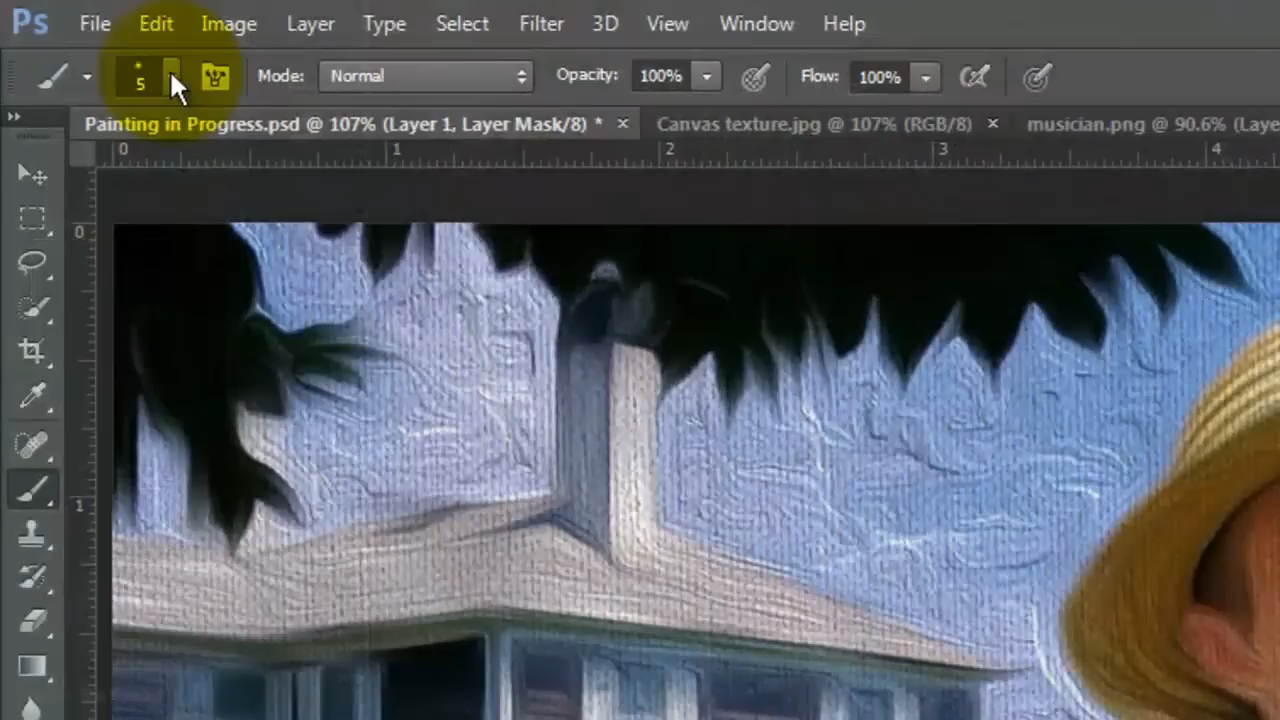 Ps File Edit Image Layer Type Select Filter 3D View Window Help
5 Mode: Normal Opacity: 100% Flow: 100%
Painting in Progress.psd @ 107% (Layer 1, Layer Mask/8) * × Canvas texture.jpg @ 107% (RGB/8) × musician.png @ 90.6% (Laye
0 1 2 3 4
0
1